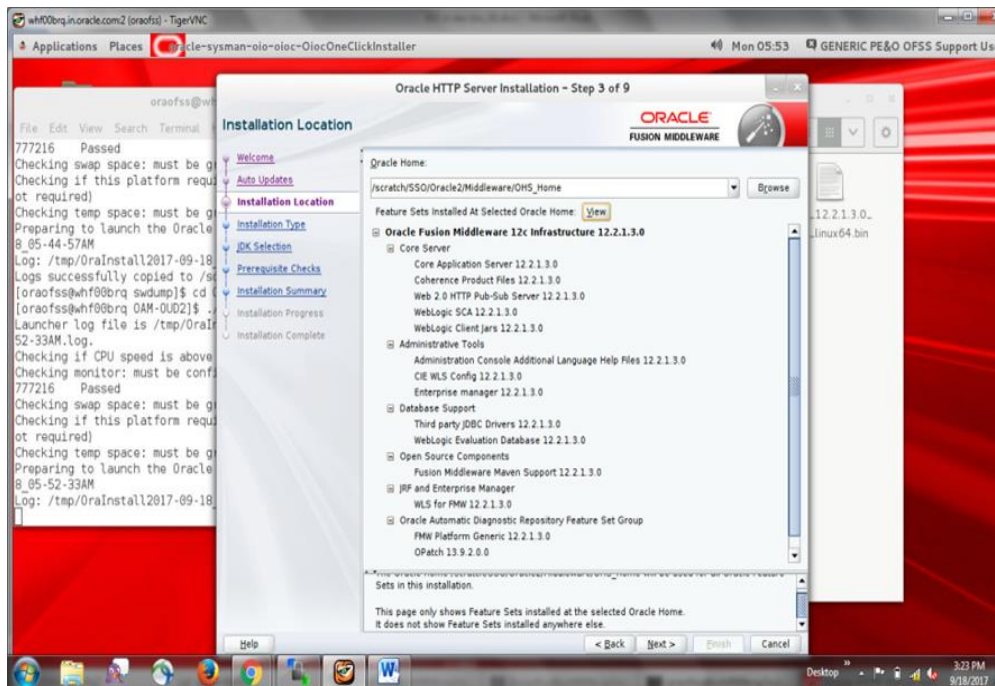 whf00brq.in.oracle.com:2 (oraofss) - TigerVNC
Applications Places oracle-sysman-oio-oioc-OiocOneClickInstaller Mon 05:53 GENERIC PE&O OFSS Support Us
oraofss@wh
File Edit View Search Terminal
777216 Passed
Checking swap space: must be gr
Checking if this platform requi
ot required)
Checking temp space: must be gr
Preparing to launch the Oracle
8_05-44-57AM
Log: /tmp/OraInstall2017-09-18_
Logs successfully copied to /sc
[oraofss@whf00brq swdump]$ cd O
[oraofss@whf00brq OAM-OUD2]$ ./
Launcher log file is /tmp/OraIn
52-33AM.log.
Checking if CPU speed is above
Checking monitor: must be confi
777216 Passed
Checking swap space: must be gr
Checking if this platform requi
ot required)
Checking temp space: must be gr
Preparing to launch the Oracle
8_05-52-33AM
Log: /tmp/OraInstall2017-09-18_
Oracle HTTP Server Installation - Step 3 of 9
Installation Location
ORACLE
FUSION MIDDLEWARE
Welcome
Auto Updates
Installation Location
Installation Type
JDK Selection
Prerequisite Checks
Installation Summary
Installation Progress
Installation Complete
Oracle Home:
/scratch/SSO/Oracle2/Middleware/OHS_Home Browse
Feature Sets Installed At Selected Oracle Home: View
Oracle Fusion Middleware 12c Infrastructure 12.2.1.3.0
Core Server
Core Application Server 12.2.1.3.0
Coherence Product Files 12.2.1.3.0
Web 2.0 HTTP Pub-Sub Server 12.2.1.3.0
WebLogic SCA 12.2.1.3.0
WebLogic Client Jars 12.2.1.3.0
Administrative Tools
Administration Console Additional Language Help Files 12.2.1.3.0
CIE WLS Config 12.2.1.3.0
Enterprise manager 12.2.1.3.0
Database Support
Third party JDBC Drivers 12.2.1.3.0
WebLogic Evaluation Database 12.2.1.3.0
Open Source Components
Fusion Middleware Maven Support 12.2.1.3.0
JRF and Enterprise Manager
WLS for FMW 12.2.1.3.0
Oracle Automatic Diagnostic Repository Feature Set Group
FMW Platform Generic 12.2.1.3.0
OPatch 13.9.2.0.0
Sets in this installation.
This page only shows Feature Sets installed at the selected Oracle Home.
It does not show Feature Sets installed anywhere else.
Help < Back Next > Finish Cancel
_12.2.1.3.0_
_linux64.bin
Desktop
3:23 PM
9/18/2017